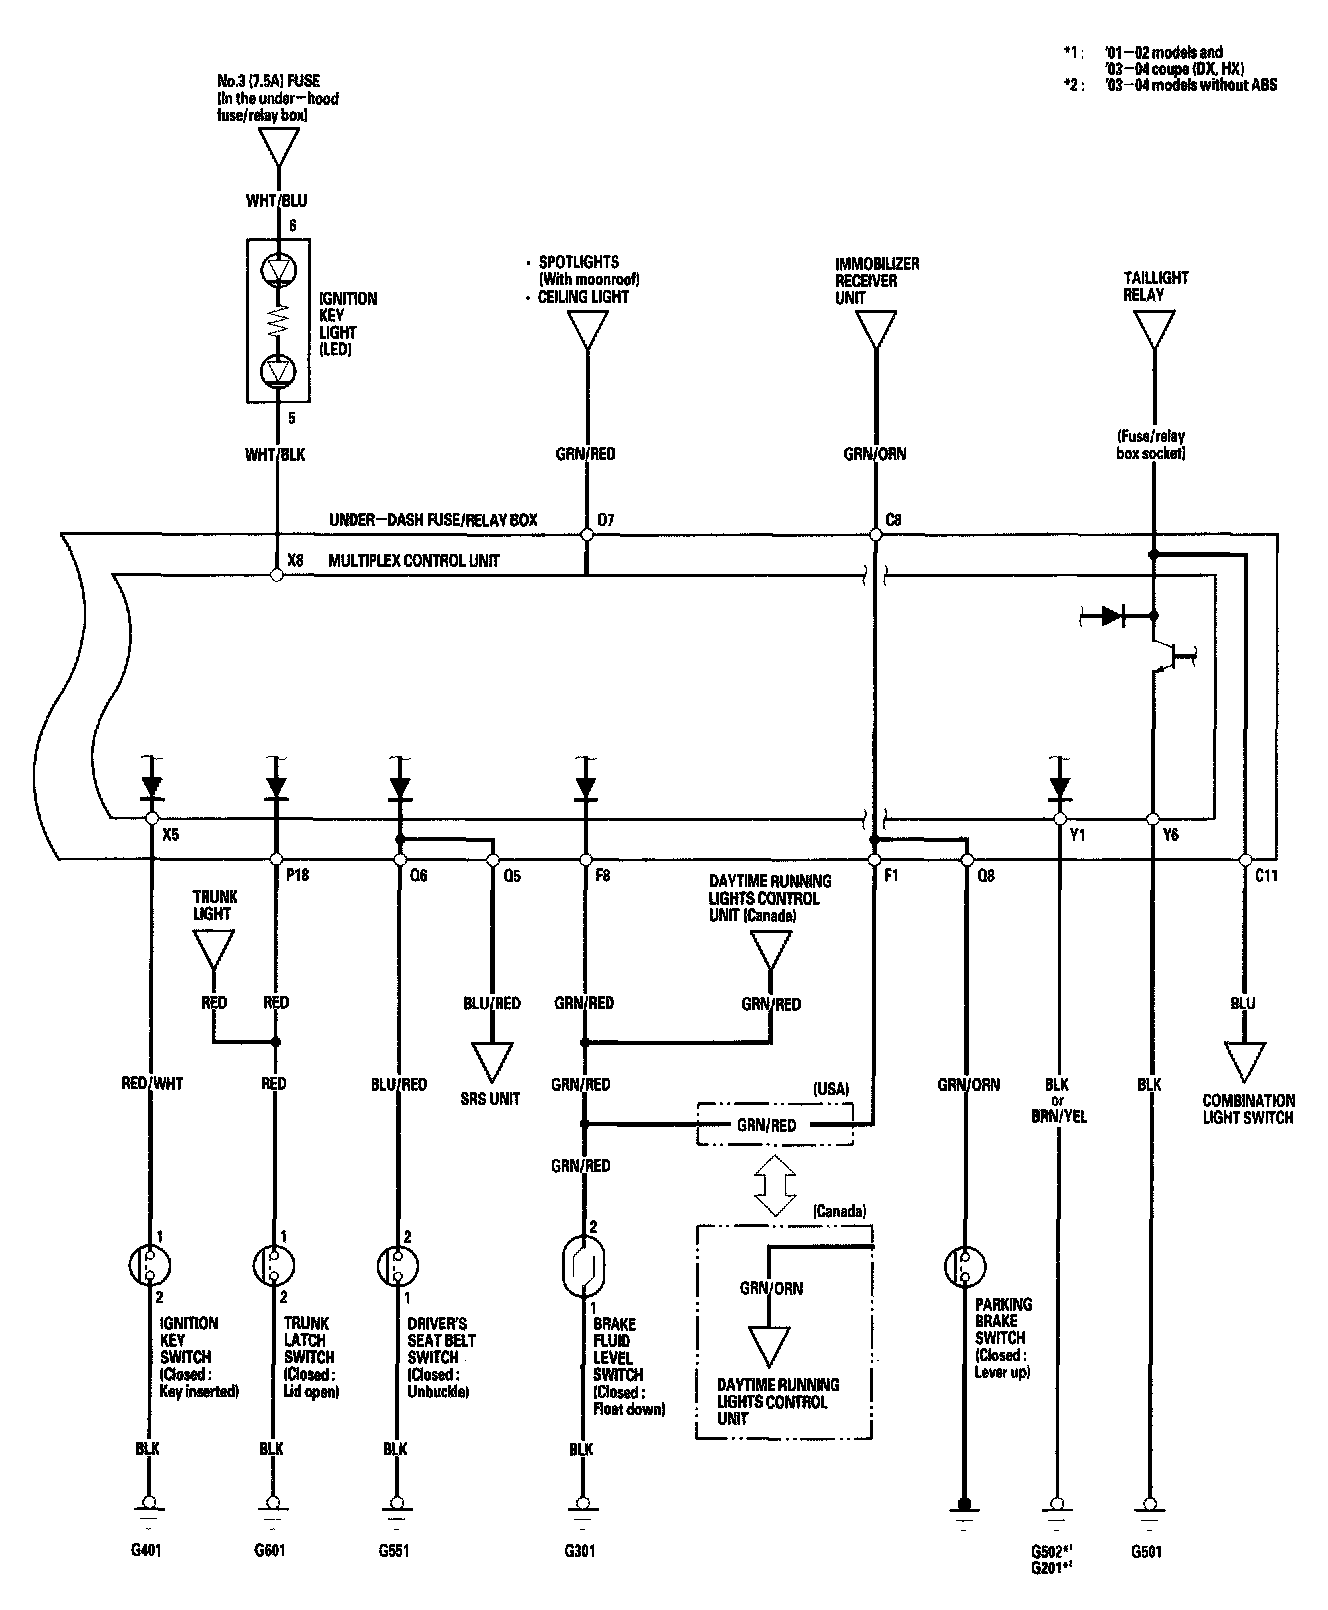 *1 : '01—02 models and
'03—04 coupe (DX, HX)
*2 : '03—04 models without ABS
No.3 (7.5A) FUSE
(In the under—hood
fuse/relay box)
WHT/BLU
6
IGNITION
KEY
LIGHT
(LED)
5
WHT/BLK
• SPOTLIGHTS
(With moonroof)
• CEILING LIGHT
GRN/RED
IMMOBILIZER
RECEIVER
UNIT
GRN/ORN
TAILLIGHT
RELAY
(Fuse/relay
box socket)
UNDER—DASH FUSE/RELAY BOX
O7
C8
X8
MULTIPLEX CONTROL UNIT
X5
Y1
Y6
P18
Q6
Q5
F8
F1
Q8
C11
TRUNK
LIGHT
DAYTIME RUNNING
LIGHTS CONTROL
UNIT (Canada)
RED
RED
BLU/RED
GRN/RED
GRN/RED
BLU
SRS UNIT
RED/WHT
RED
BLU/RED
GRN/RED
(USA)
GRN/RED
GRN/ORN
BLK
or
BRN/YEL
BLK
COMBINATION
LIGHT SWITCH
GRN/RED
(Canada)
GRN/ORN
DAYTIME RUNNING
LIGHTS CONTROL
UNIT
1
2
IGNITION
KEY
SWITCH
(Closed :
Key inserted)
1
2
TRUNK
LATCH
SWITCH
(Closed :
Lid open)
2
1
DRIVER'S
SEAT BELT
SWITCH
(Closed :
Unbuckle)
2
1
BRAKE
FLUID
LEVEL
SWITCH
(Closed :
Float down)
PARKING
BRAKE
SWITCH
(Closed :
Lever up)
BLK
BLK
BLK
BLK
G401
G601
G551
G301
G502*1
G201*2
G501